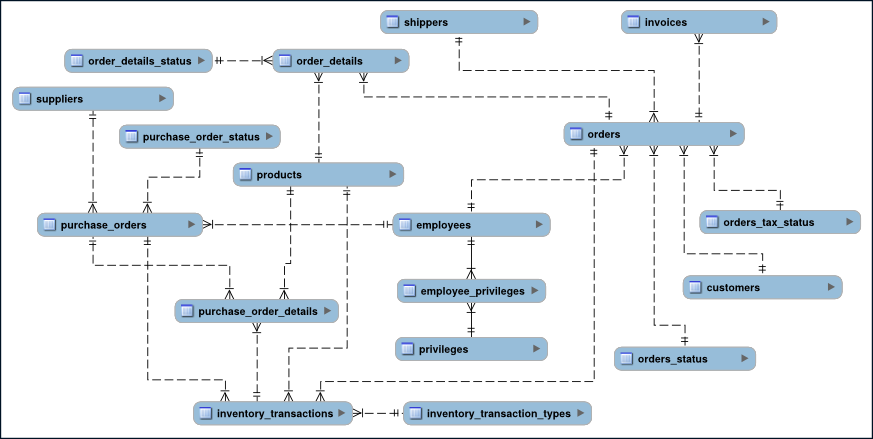 shippers
invoices
order_details_status
order_details
suppliers
purchase_order_status
orders
products
purchase_orders
employees
orders_tax_status
employee_privileges
customers
purchase_order_details
privileges
orders_status
inventory_transactions
inventory_transaction_types